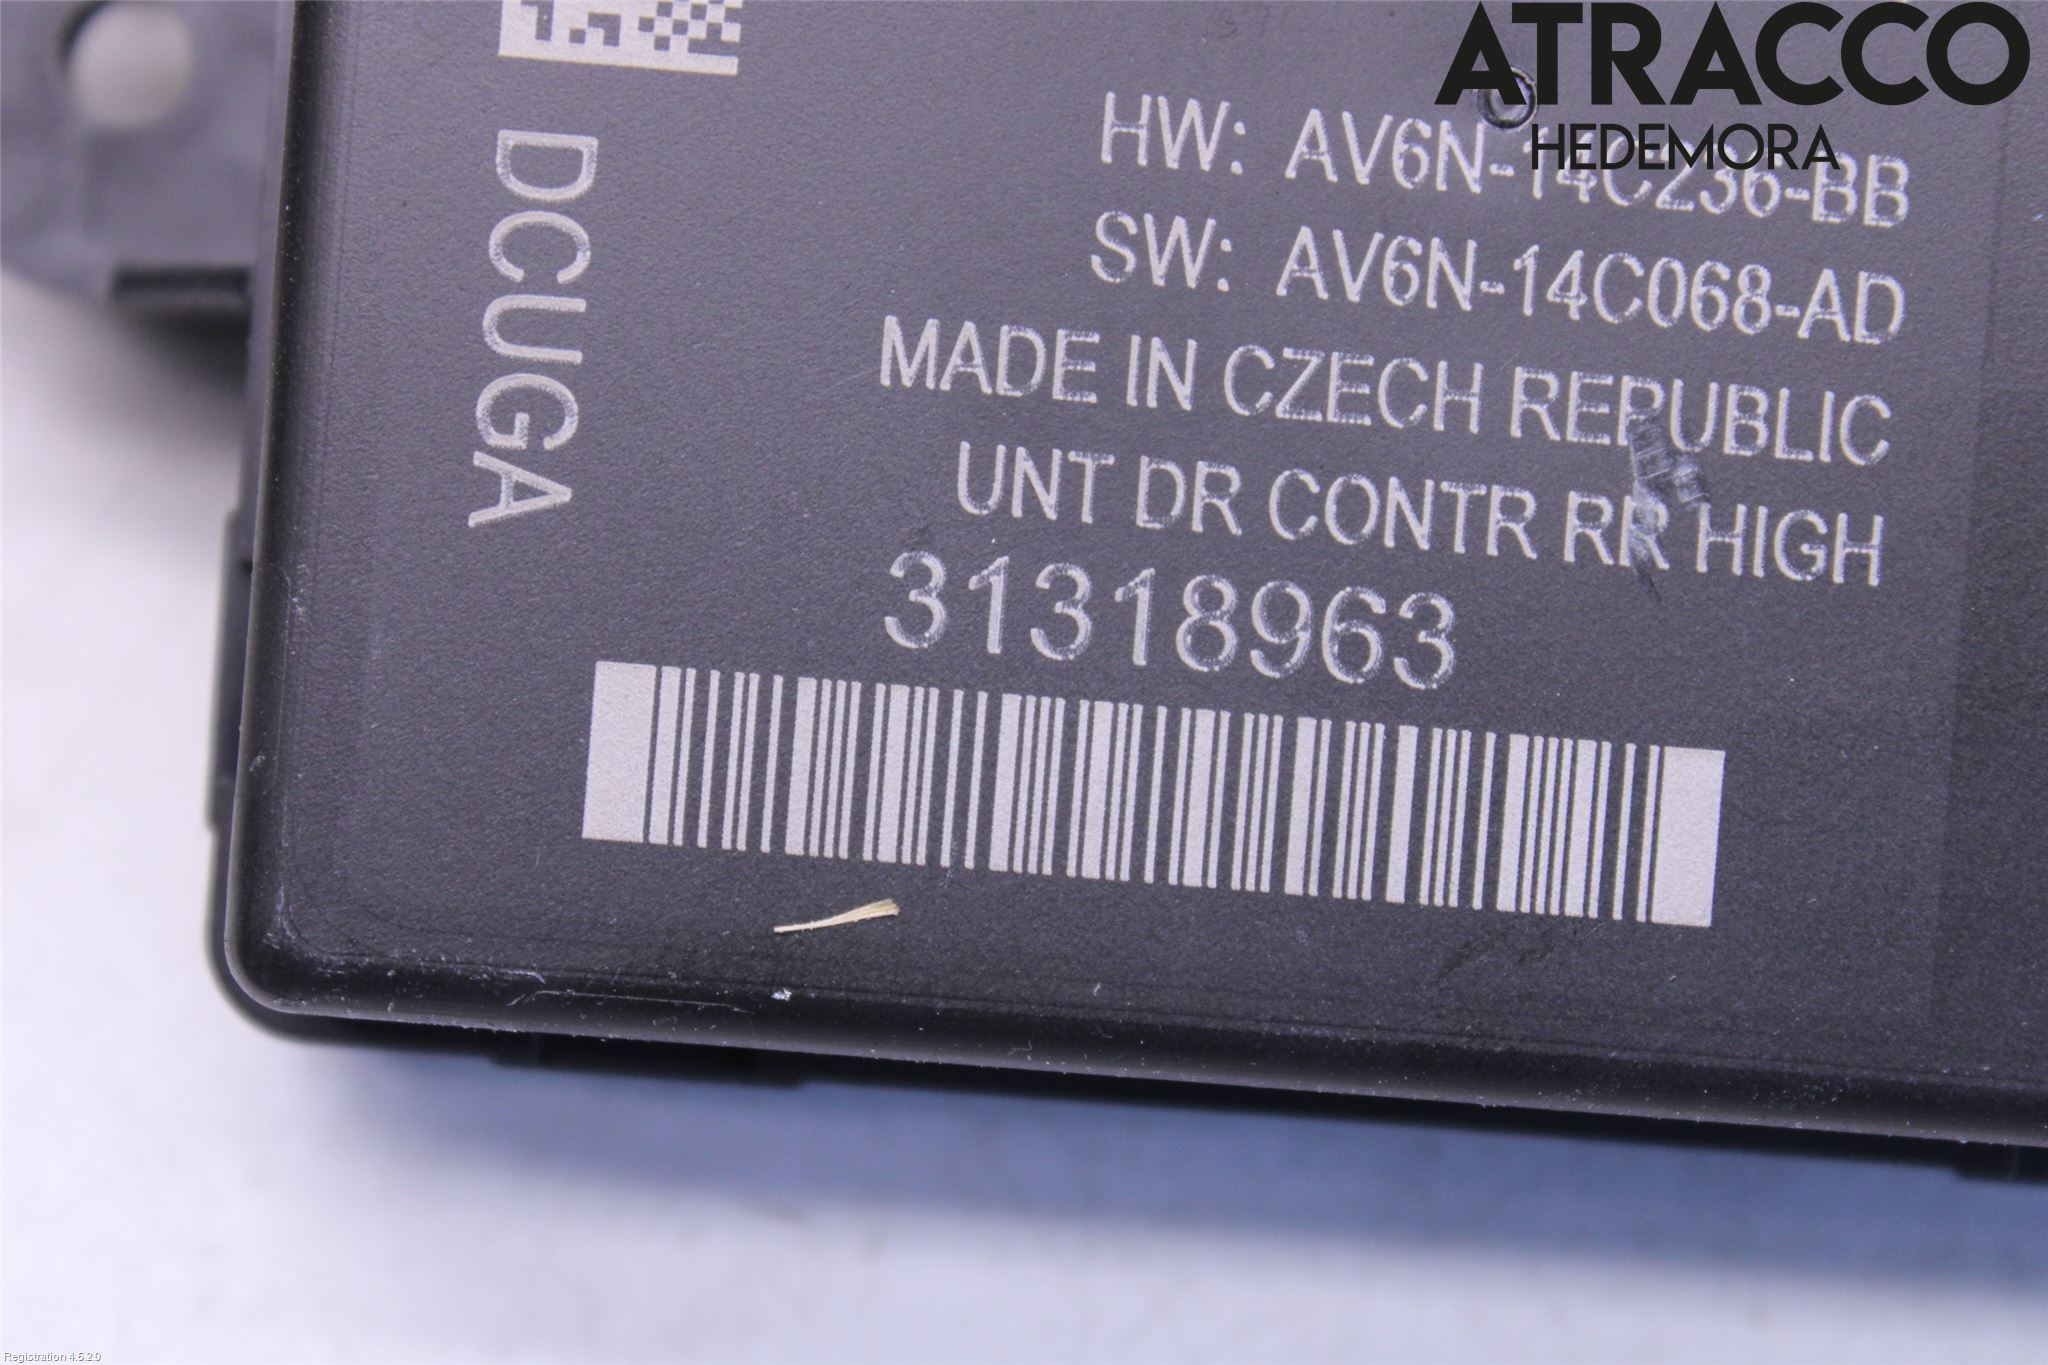 ATRACCO
HEDEMORA
HW: AV6N-14C236-BB
SW: AV6N-14C068-AD
MADE IN CZECH REPUBLIC
UNT DR CONTR RR HIGH
31318963
DCUGA
Registration 4.5.2.0